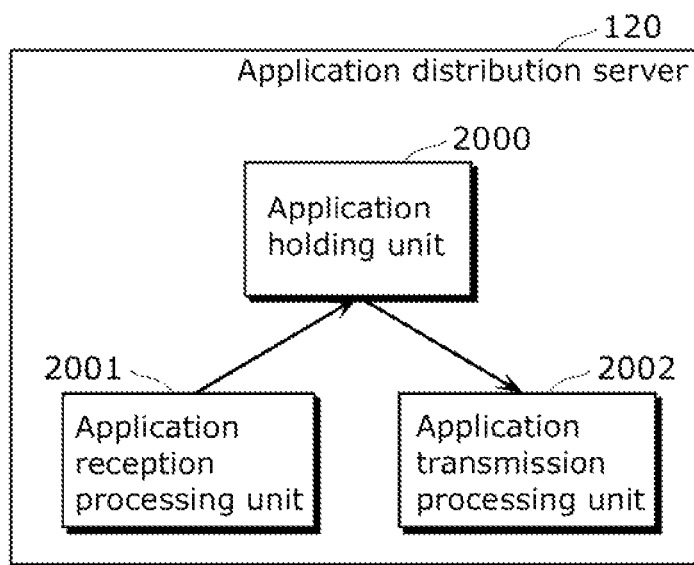 120
Application distribution server
2000
Application
holding unit
2001
Application
reception
processing unit
2002
Application
transmission
processing unit